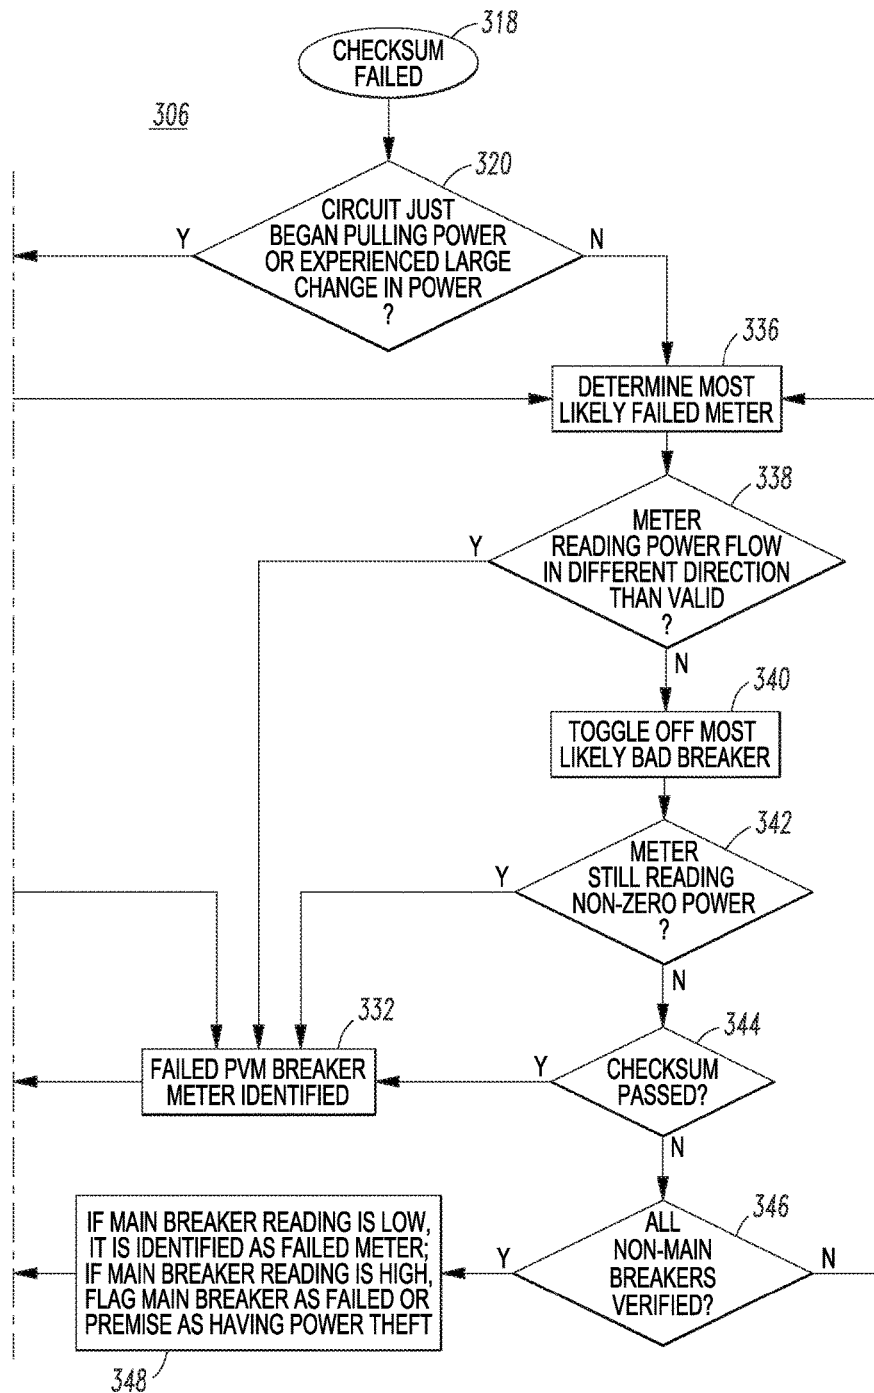 318
CHECKSUM
FAILED
306
320
CIRCUIT JUST
BEGAN PULLING POWER
OR EXPERIENCED LARGE
CHANGE IN POWER
?
Y
N
336
DETERMINE MOST
LIKELY FAILED METER
338
METER
READING POWER FLOW
IN DIFFERENT DIRECTION
THAN VALID
?
Y
N
340
TOGGLE OFF MOST
LIKELY BAD BREAKER
342
METER
STILL READING
NON-ZERO POWER
?
Y
N
332
FAILED PVM BREAKER
METER IDENTIFIED
344
CHECKSUM
PASSED?
Y
N
346
ALL
NON-MAIN
BREAKERS
VERIFIED?
Y
N
IF MAIN BREAKER READING IS LOW,
IT IS IDENTIFIED AS FAILED METER;
IF MAIN BREAKER READING IS HIGH,
FLAG MAIN BREAKER AS FAILED OR
PREMISE AS HAVING POWER THEFT
348